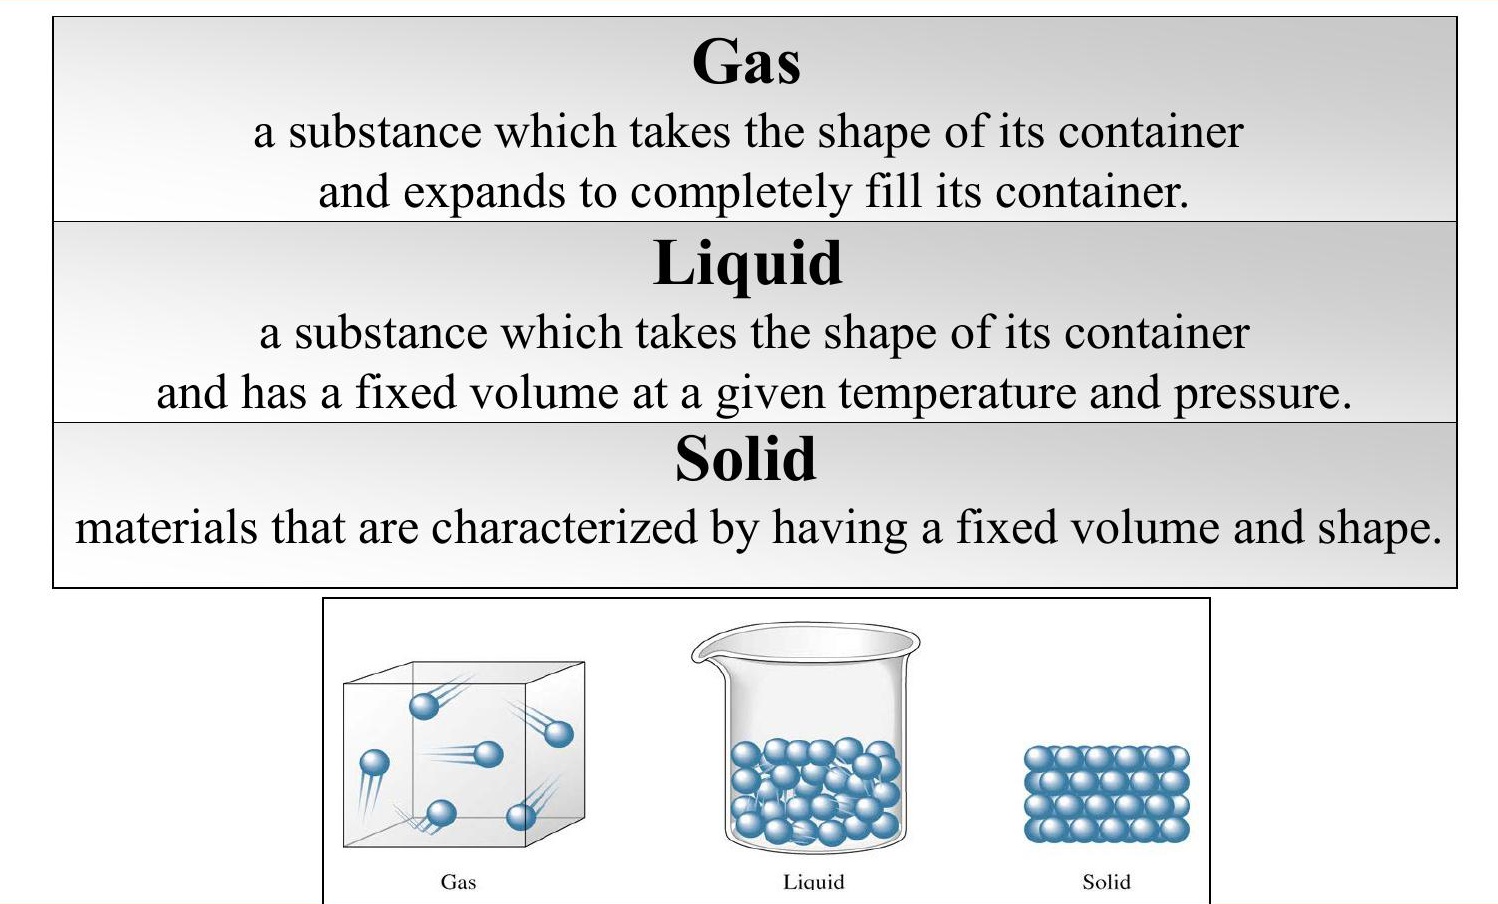 Gas
a substance which takes the shape of its container
and expands to completely fill its container.
Liquid
a substance which takes the shape of its container
and has a fixed volume at a given temperature and pressure.
Solid
materials that are characterized by having a fixed volume and shape.
Gas
Liquid
Solid